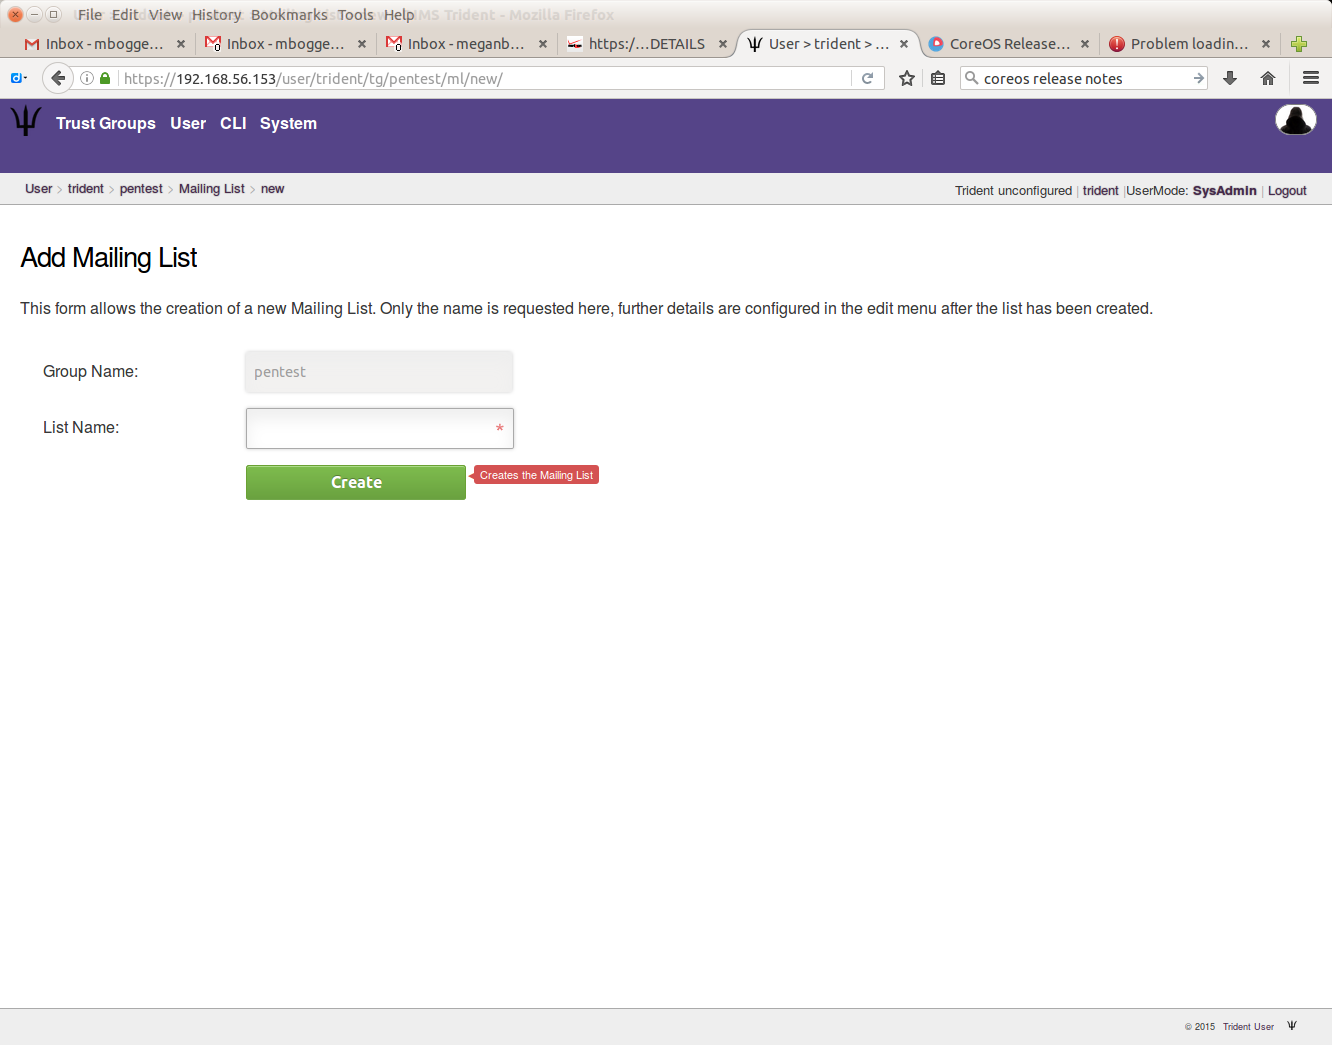 File Edit View History Bookmarks Tools Help MS Trident - Mozilla Firefox
Inbox - mbogge... Inbox - mbogge... Inbox - meganb... https:/...DETAILS User > trident > ... CoreOS Release... Problem loadin...
https://192.168.56.153/user/trident/tg/pentest/ml/new/ coreos release notes
Trust Groups User CLI System
User > trident > pentest > Mailing List > new Trident unconfigured | trident |UserMode: SysAdmin | Logout
Add Mailing List
This form allows the creation of a new Mailing List. Only the name is requested here, further details are configured in the edit menu after the list has been created.
Group Name: pentest
List Name: *
Create Creates the Mailing List
© 2015 Trident User